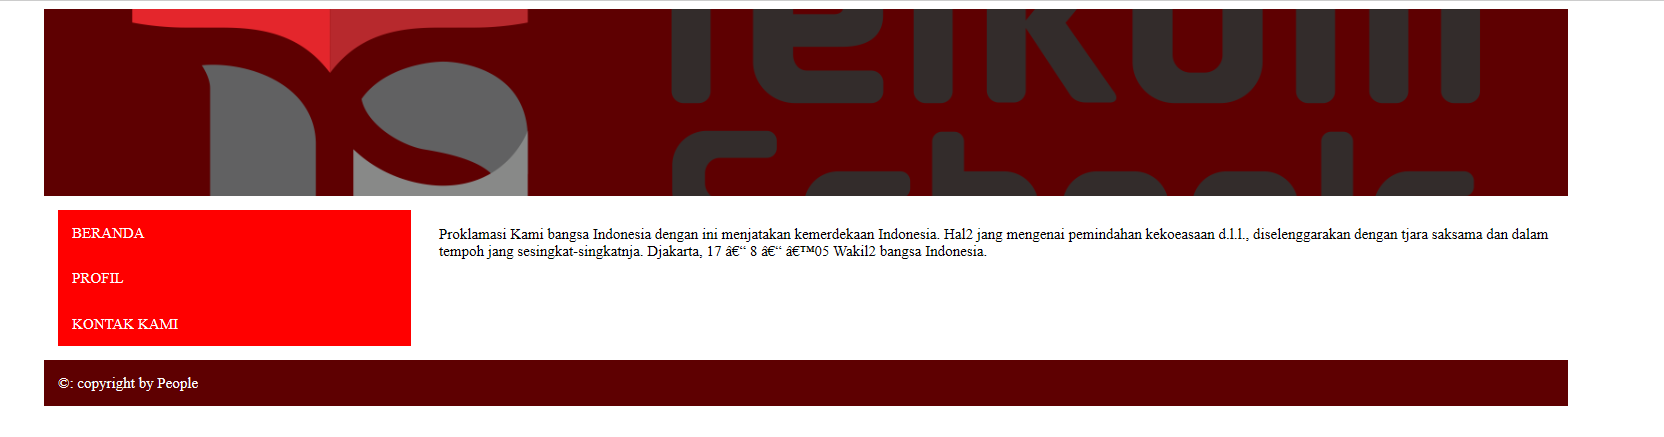 Telkom
Schools
BERANDA
PROFIL
KONTAK KAMI
Proklamasi Kami bangsa Indonesia dengan ini menjatakan kemerdekaan Indonesia. Hal2 jang mengenai pemindahan kekoeasaan d.l.l., diselenggarakan dengan tjara saksama dan dalam
tempoh jang sesingkat-singkatnja. Djakarta, 17 â€“ 8 â€“ â€™05 Wakil2 bangsa Indonesia.
©: copyright by People